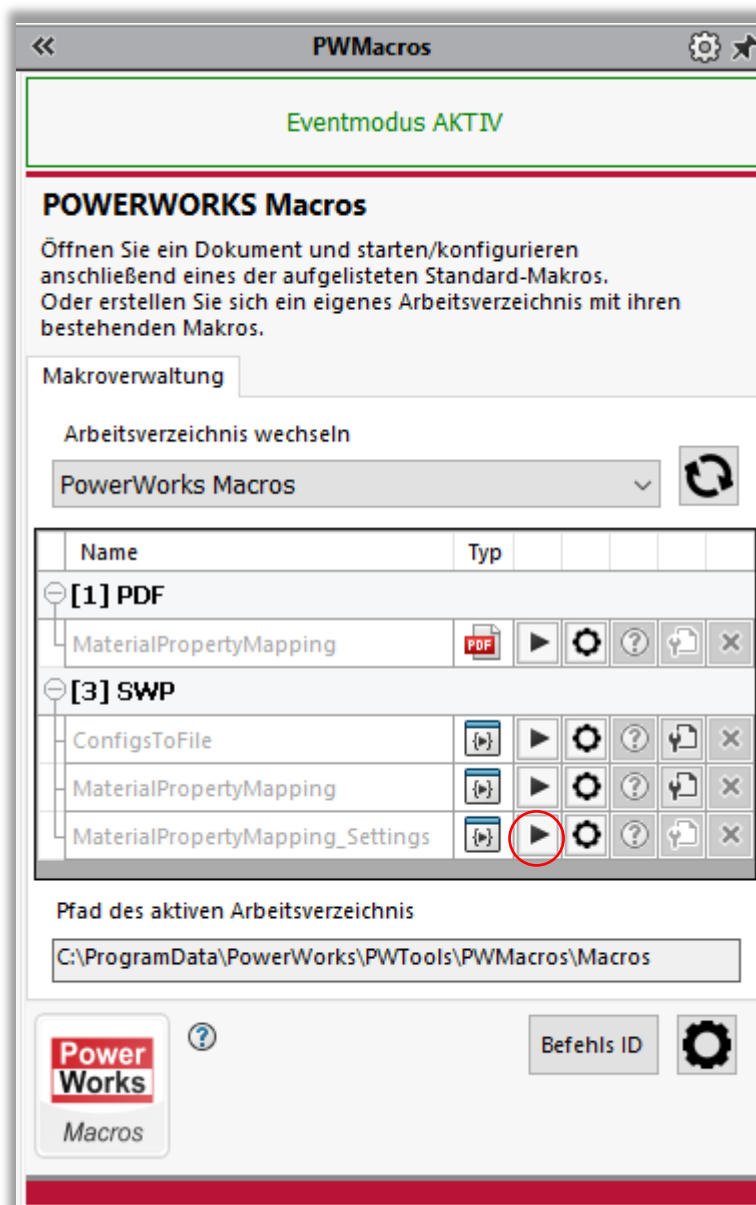 PWMacros
Eventmodus AKTIV
POWERWORKS Macros
Öffnen Sie ein Dokument und starten/konfigurieren
anschließend eines der aufgelisteten Standard-Makros.
Oder erstellen Sie sich ein eigenes Arbeitsverzeichnis mit ihren
bestehenden Makros.
Makroverwaltung
Arbeitsverzeichnis wechseln
PowerWorks Macros
Name Typ
[1] PDF
MaterialPropertyMapping PDF
[3] SWP
ConfigsToFile
MaterialPropertyMapping
MaterialPropertyMapping_Settings
Pfad des aktiven Arbeitsverzeichnis
C:\ProgramData\PowerWorks\PWTools\PWMacros\Macros
Befehls ID
Power
Works
Macros